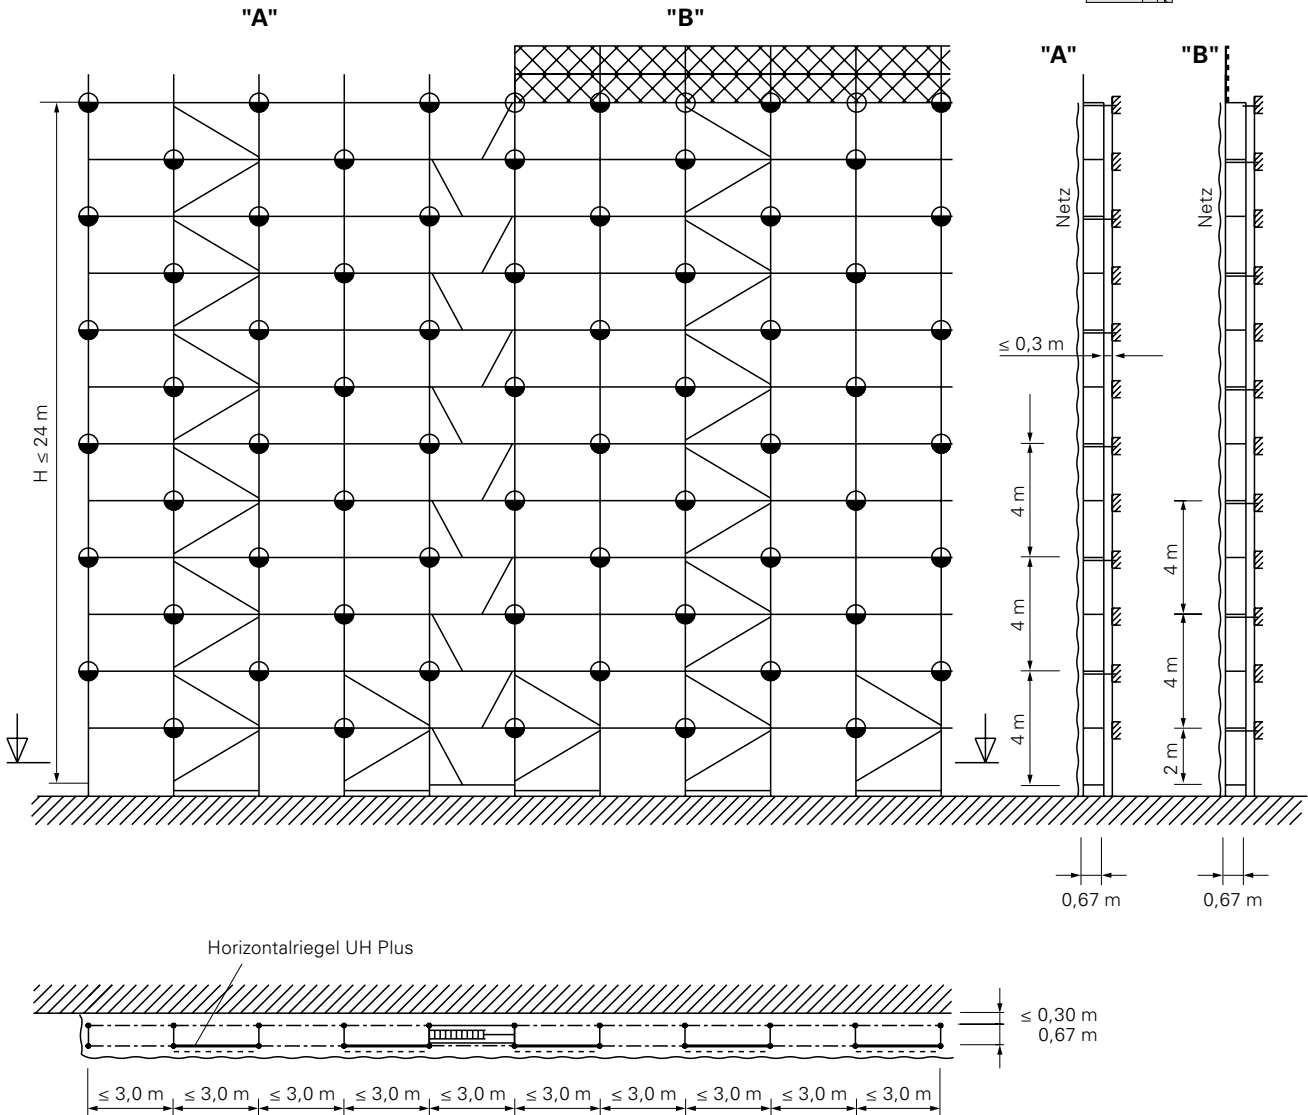 "A"
"B"
"A"
"B"
Netz
Netz
≤ 0,3 m
H ≤ 24 m
4 m
4 m
4 m
4 m
4 m
2 m
0,67 m
0,67 m
Horizontalriegel UH Plus
≤ 0,30 m
0,67 m
≤ 3,0 m ≤ 3,0 m ≤ 3,0 m ≤ 3,0 m ≤ 3,0 m ≤ 3,0 m ≤ 3,0 m ≤ 3,0 m ≤ 3,0 m ≤ 3,0 m